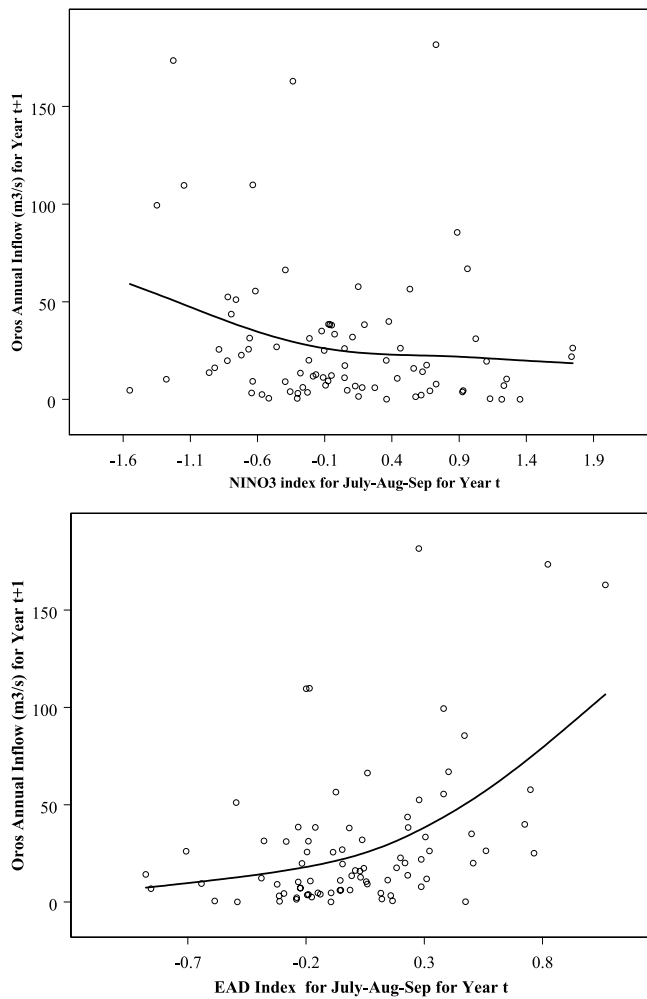 Oros Annual Inflow (m3/s) for Year t+1
150
100
50
0
-1.6 -1.1 -0.6 -0.1 0.4 0.9 1.4 1.9
NINO3 index for July-Aug-Sep for Year t
Oros Annual Inflow (m3/s) for Year t+1
150
100
50
0
-0.7 -0.2 0.3 0.8
EAD Index for July-Aug-Sep for Year t